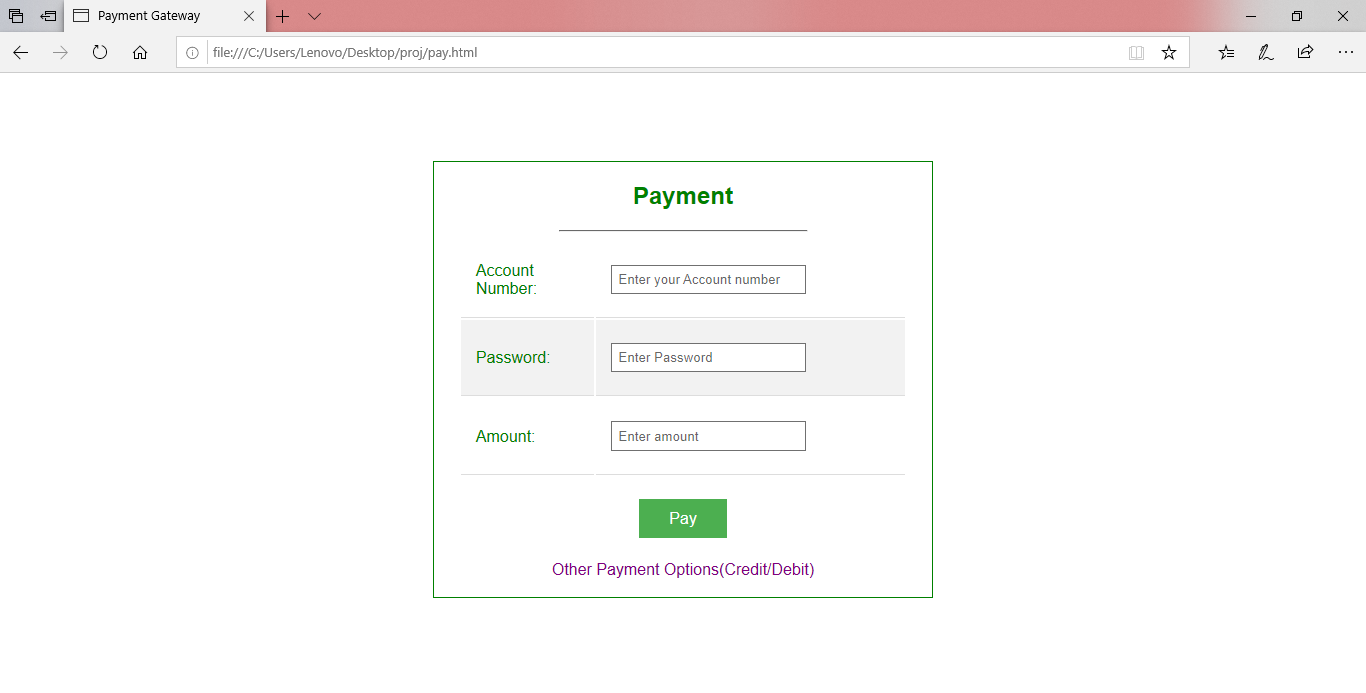 Payment Gateway
file:///C:/Users/Lenovo/Desktop/proj/pay.html
Payment
Account
Number:
Enter your Account number
Password:
Enter Password
Amount:
Enter amount
Pay
Other Payment Options(Credit/Debit)